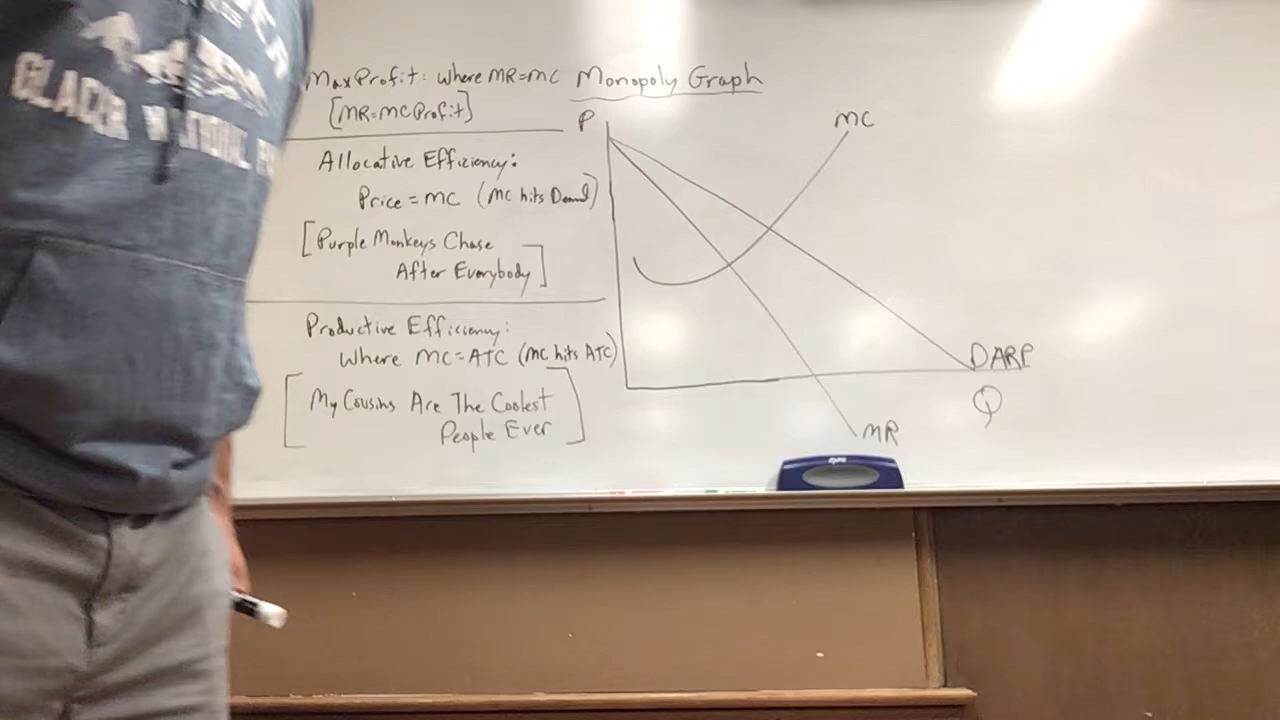 GLACIER
Max Profit: where MR=MC
[MR=MC Profit]
Allocative Efficiency:
Price = MC (MC hits Demand)
[Purple Monkeys Chase
After Everybody]
Productive Efficiency:
Where MC=ATC (MC hits ATC)
[My Cousins Are The Coolest
People Ever]
Monopoly Graph
P
MC
DARP
Q
MR
expo